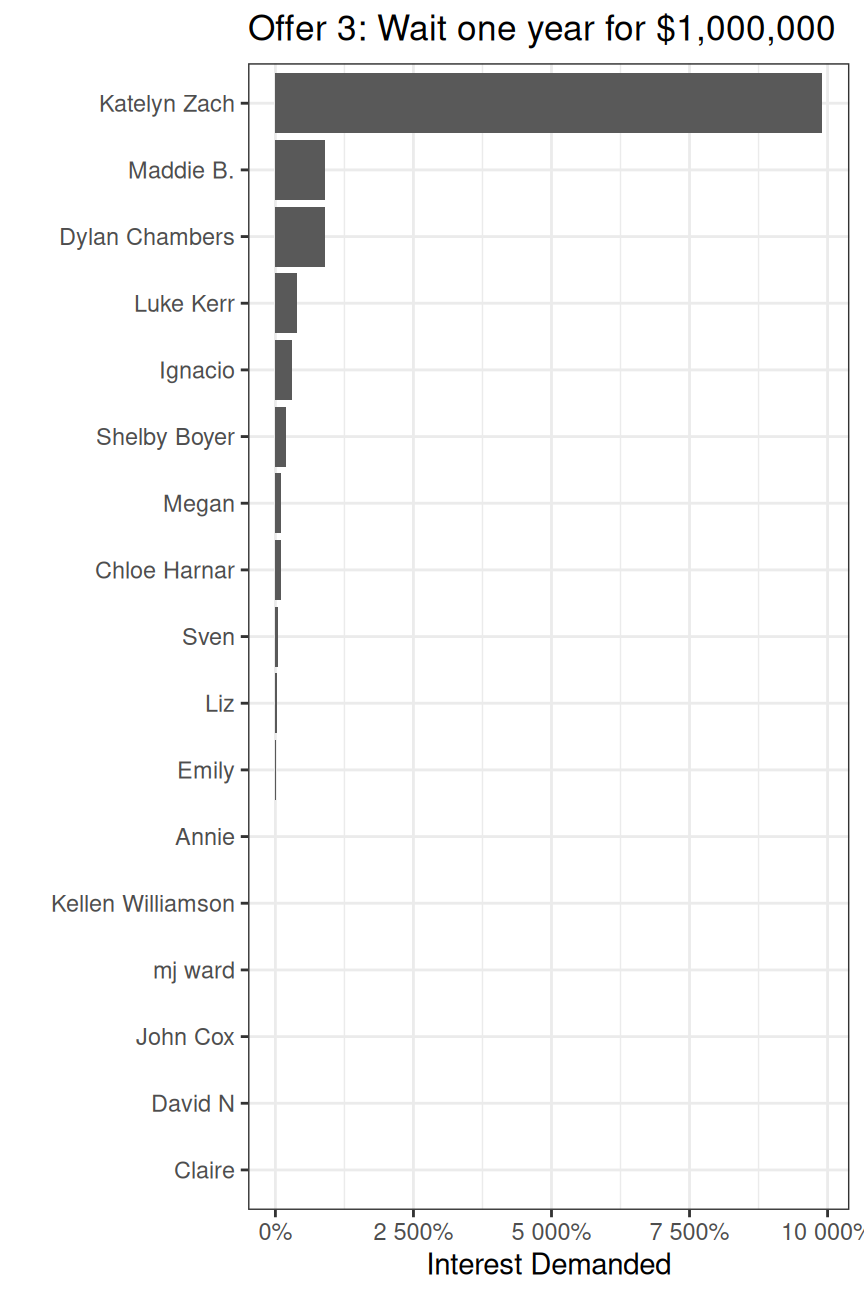 Offer 3: Wait one year for $1,000,000
Katelyn Zach
Maddie B.
Dylan Chambers
Luke Kerr
Ignacio
Shelby Boyer
Megan
Chloe Harnar
Sven
Liz
Emily
Annie
Kellen Williamson
mj ward
John Cox
David N
Claire
0% 2 500% 5 000% 7 500% 10 000%
Interest Demanded